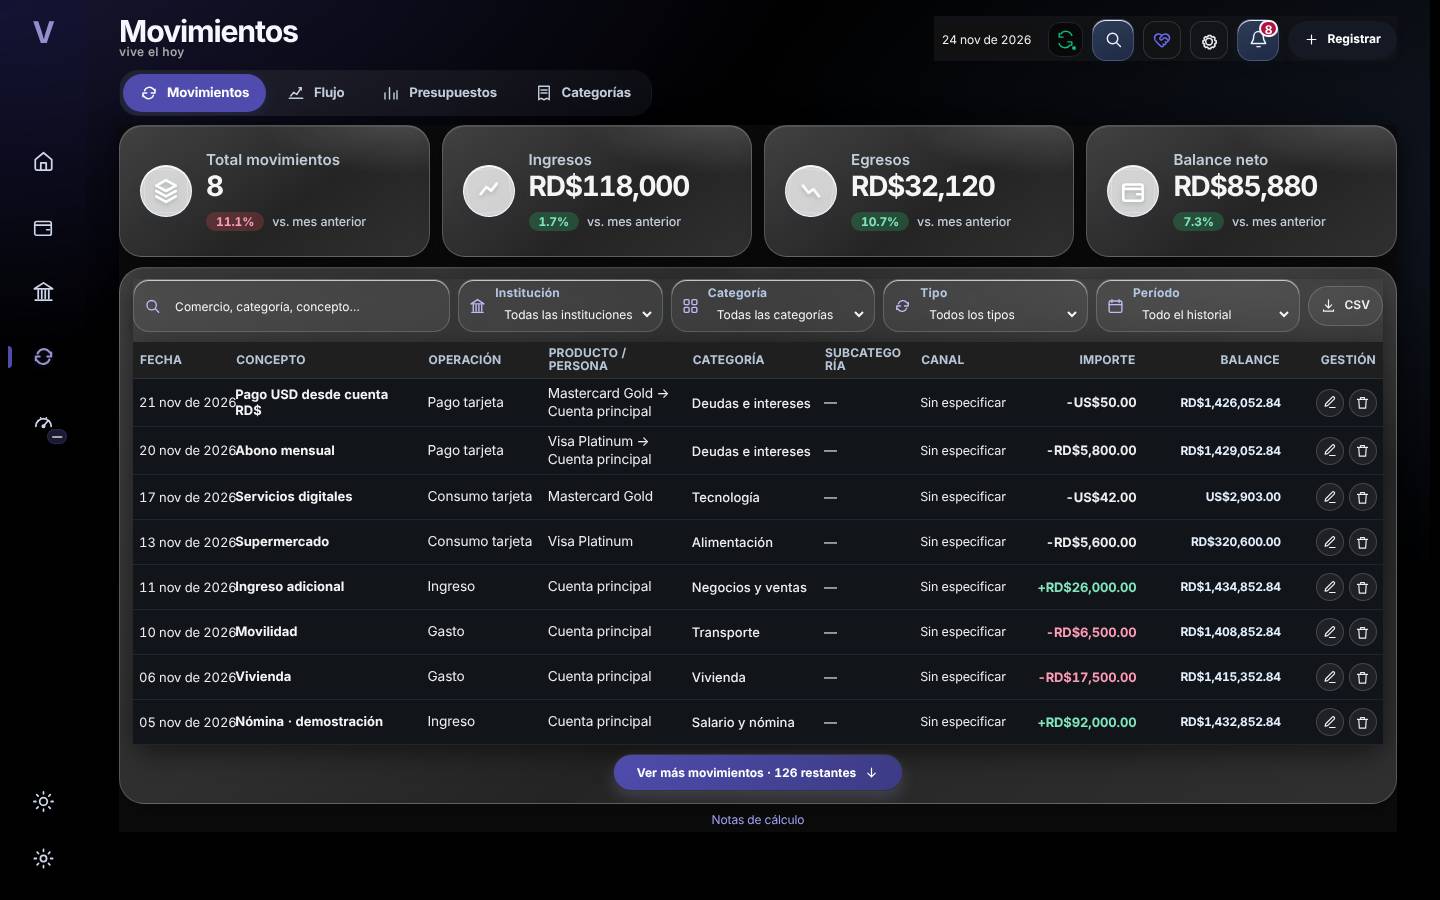 V
Movimientos
vive el hoy
24 nov de 2026
8
Registrar
Movimientos
Flujo
Presupuestos
Categorías
Total movimientos
8
11.1% vs. mes anterior
Ingresos
RD$118,000
1.7% vs. mes anterior
Egresos
RD$32,120
10.7% vs. mes anterior
Balance neto
RD$85,880
7.3% vs. mes anterior
Comercio, categoría, concepto...
Institución
Todas las instituciones
Categoría
Todas las categorías
Tipo
Todos los tipos
Período
Todo el historial
CSV
FECHA CONCEPTO OPERACIÓN PRODUCTO / PERSONA CATEGORÍA SUBCATEGORÍA CANAL IMPORTE BALANCE GESTIÓN
21 nov de 2026 Pago USD desde cuenta RD$ Pago tarjeta Mastercard Gold → Cuenta principal Deudas e intereses — Sin especificar -US$50.00 RD$1,426,052.84
20 nov de 2026 Abono mensual Pago tarjeta Visa Platinum → Cuenta principal Deudas e intereses — Sin especificar -RD$5,800.00 RD$1,429,052.84
17 nov de 2026 Servicios digitales Consumo tarjeta Mastercard Gold Tecnología — Sin especificar -US$42.00 US$2,903.00
13 nov de 2026 Supermercado Consumo tarjeta Visa Platinum Alimentación — Sin especificar -RD$5,600.00 RD$320,600.00
11 nov de 2026 Ingreso adicional Ingreso Cuenta principal Negocios y ventas — Sin especificar +RD$26,000.00 RD$1,434,852.84
10 nov de 2026 Movilidad Gasto Cuenta principal Transporte — Sin especificar -RD$6,500.00 RD$1,408,852.84
06 nov de 2026 Vivienda Gasto Cuenta principal Vivienda — Sin especificar -RD$17,500.00 RD$1,415,352.84
05 nov de 2026 Nómina · demostración Ingreso Cuenta principal Salario y nómina — Sin especificar +RD$92,000.00 RD$1,432,852.84
Ver más movimientos · 126 restantes ↓
Notas de cálculo